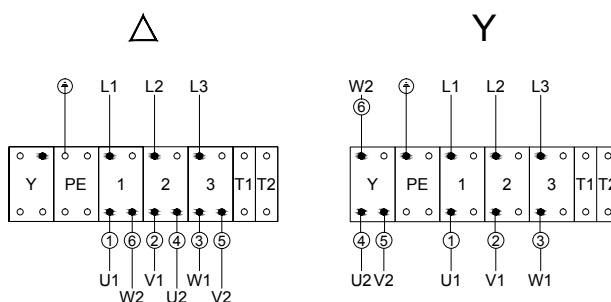 Δ Y
L1 L2 L3 W2 L1 L2 L3
6
Y PE 1 2 3 T1 T2 Y PE 1 2 3 T1 T2
1 6 2 4 3 5 4 5 1 2 3
U1 V1 W1 U2 V2 U1 V1 W1
W2 U2 V2